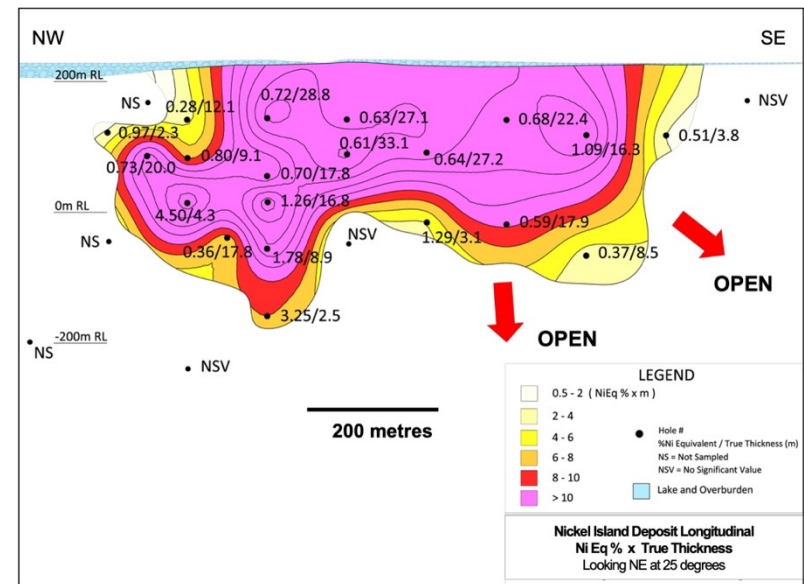 NW
SE
200m RL
NS
0.28/12.1
0.72/28.8
0.63/27.1
0.68/22.4
NSV
0.97/2.3
0.51/3.8
0.73/20.0
0.80/9.1
0.61/33.1
0.64/27.2
1.09/16.3
0.70/17.8
0m RL
4.50/4.3
1.26/16.8
NS
0.36/17.8
1.78/8.9
NSV
1.29/3.1
0.59/17.9
0.37/8.5
OPEN
3.25/2.5
-200m RL
NS
NSV
OPEN
200 metres
LEGEND
0.5 - 2 ( NiEq % x m )
2 - 4
4 - 6
6 - 8
8 - 10
> 10
Hole #
%Ni Equivalent / True Thickness (m)
NS = Not Sampled
NSV = No Significant Value
Lake and Overburden
Nickel Island Deposit Longitudinal
Ni Eq % x True Thickness
Looking NE at 25 degrees